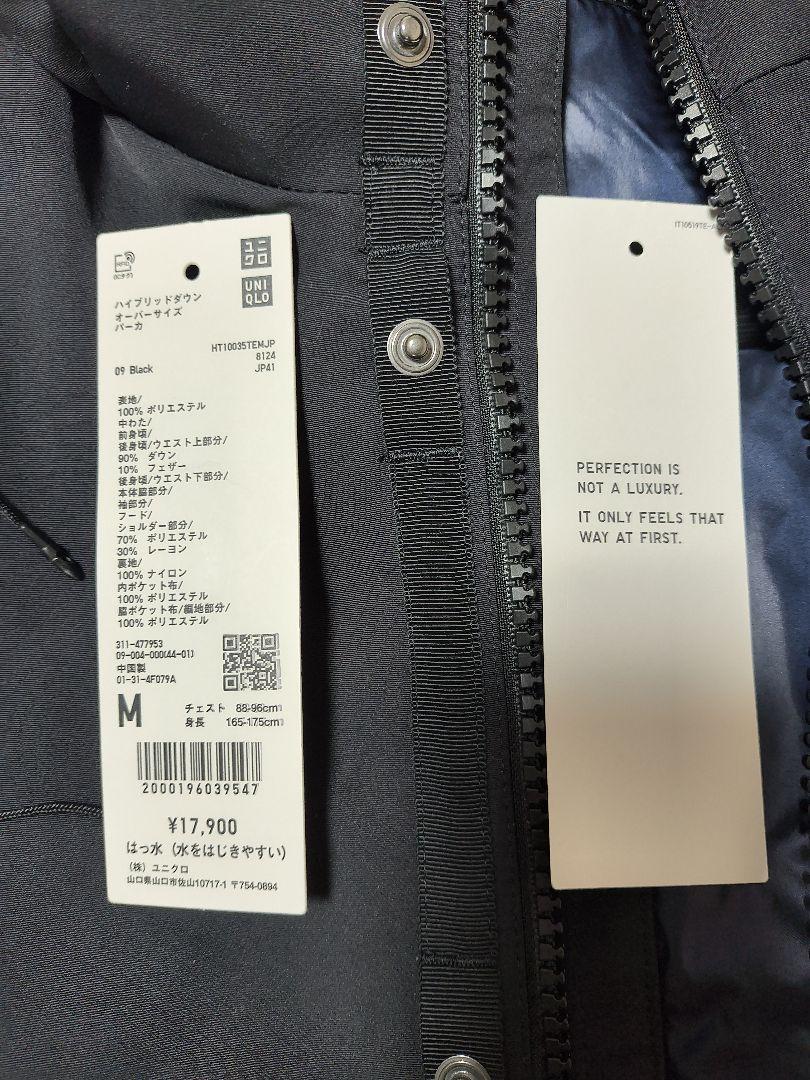 RFID
ユニ
クロ
UNI
QLO
ハイブリッドダウン
オーバーサイズ
パーカ
HT10035TEMJP
8124
09 Black
JP41
表地/
100% ポリエステル
中わた/
前身頃/
後身頃/ウエスト上部分/
90% ダウン
10% フェザー
後身頃/ウエスト下部分/
本体脇部分/
袖部分/
フード/
ショルダー部分/
70% ポリエステル
30% レーヨン
裏地/
100% ナイロン
内ポケット布/
100% ポリエステル
脇ポケット布/編地部分/
100% ポリエステル
311-477953
09-004-000(44-01)
中国製
01-31-4F079A
M
チェスト 88-96cm
身長 165-175cm
2000196039547
¥17,900
はっ水 (水をはじきやすい)
(株) ユニクロ
山口県山口市佐山10717-1 〒754-0894
PERFECTION IS
NOT A LUXURY.
IT ONLY FEELS THAT
WAY AT FIRST.